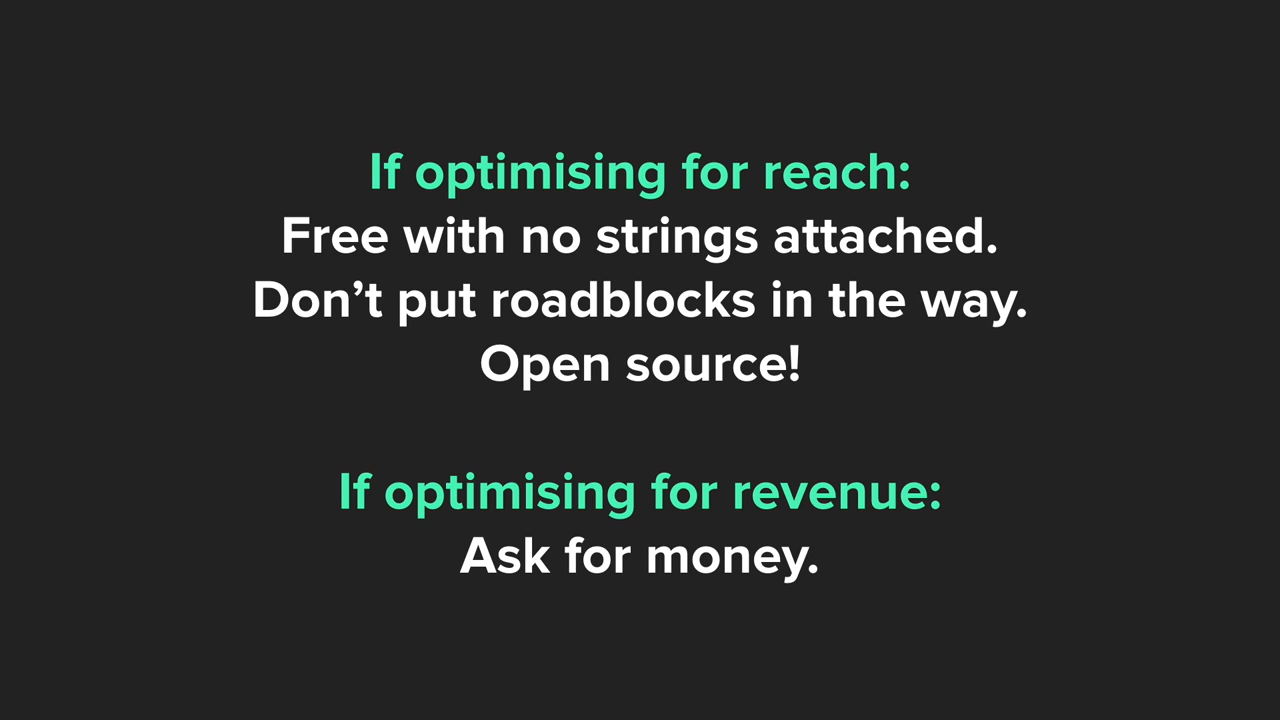 If optimising for reach:
Free with no strings attached.
Don’t put roadblocks in the way.
Open source!
If optimising for revenue:
Ask for money.